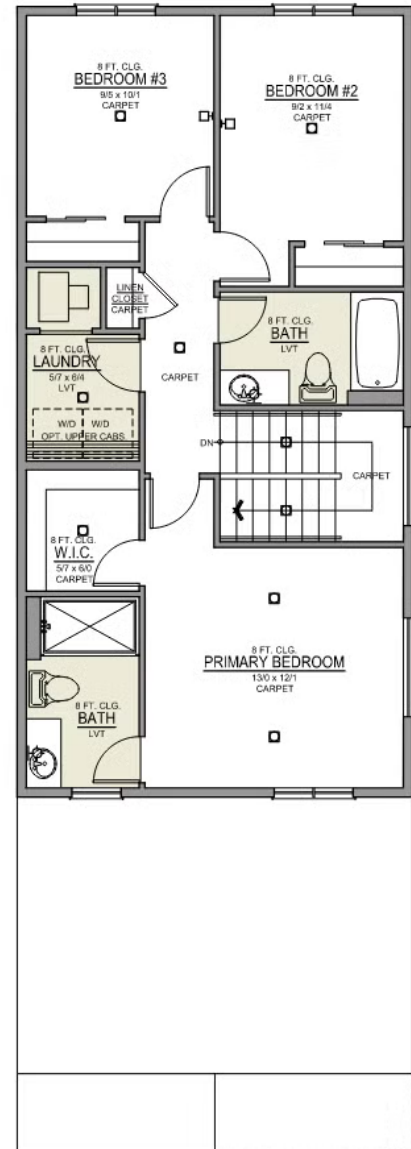 8 FT. CLG.
BEDROOM #3
9/5 x 10/1
CARPET
8 FT. CLG.
BEDROOM #2
9/2 x 11/4
CARPET
LINEN
CLOSET
CARPET
8 FT. CLG.
BATH
LVT
8 FT. CLG.
LAUNDRY
5/7 x 6/4
LVT
W/D W/D
OPT. UPPER CABS.
CARPET
DN
CARPET
8 FT. CLG.
W.I.C.
5/7 x 6/0
CARPET
8 FT. CLG.
PRIMARY BEDROOM
13/0 x 12/1
CARPET
8 FT. CLG.
BATH
LVT